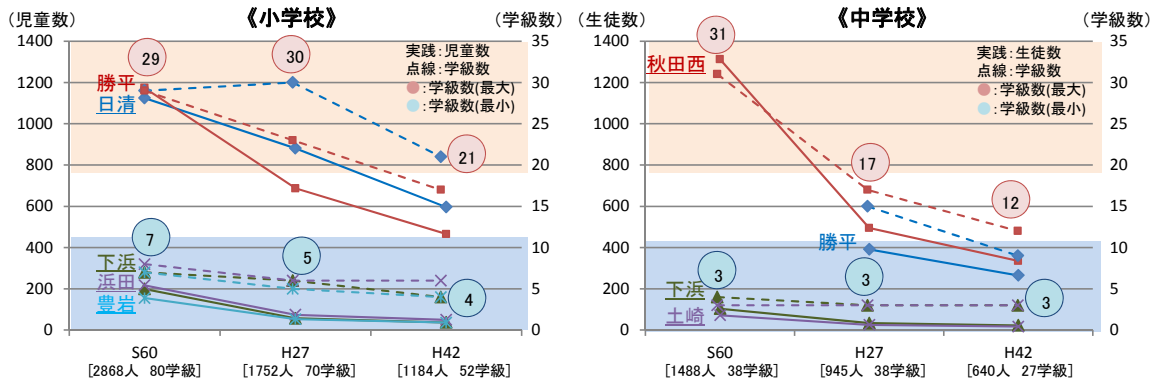 (児童数)
《小学校》
(学級数)
1400
1200
1000
800
600
400
200
0
35
30
25
20
15
10
5
0
実践:児童数
点線:学級数
:学級数(最大)
:学級数(最小)
29
30
21
勝平
日清
7
5
4
下浜
浜田
豊岩
S60
H27
H42
[2868人 80学級]
[1752人 70学級]
[1184人 52学級]
(生徒数)
《中学校》
(学級数)
1400
1200
1000
800
600
400
200
0
35
30
25
20
15
10
5
0
実践:生徒数
点線:学級数
:学級数(最大)
:学級数(最小)
31
17
12
秋田西
勝平
3
3
3
下浜
土崎
S60
H27
H42
[1488人 38学級]
[945人 38学級]
[640人 27学級]